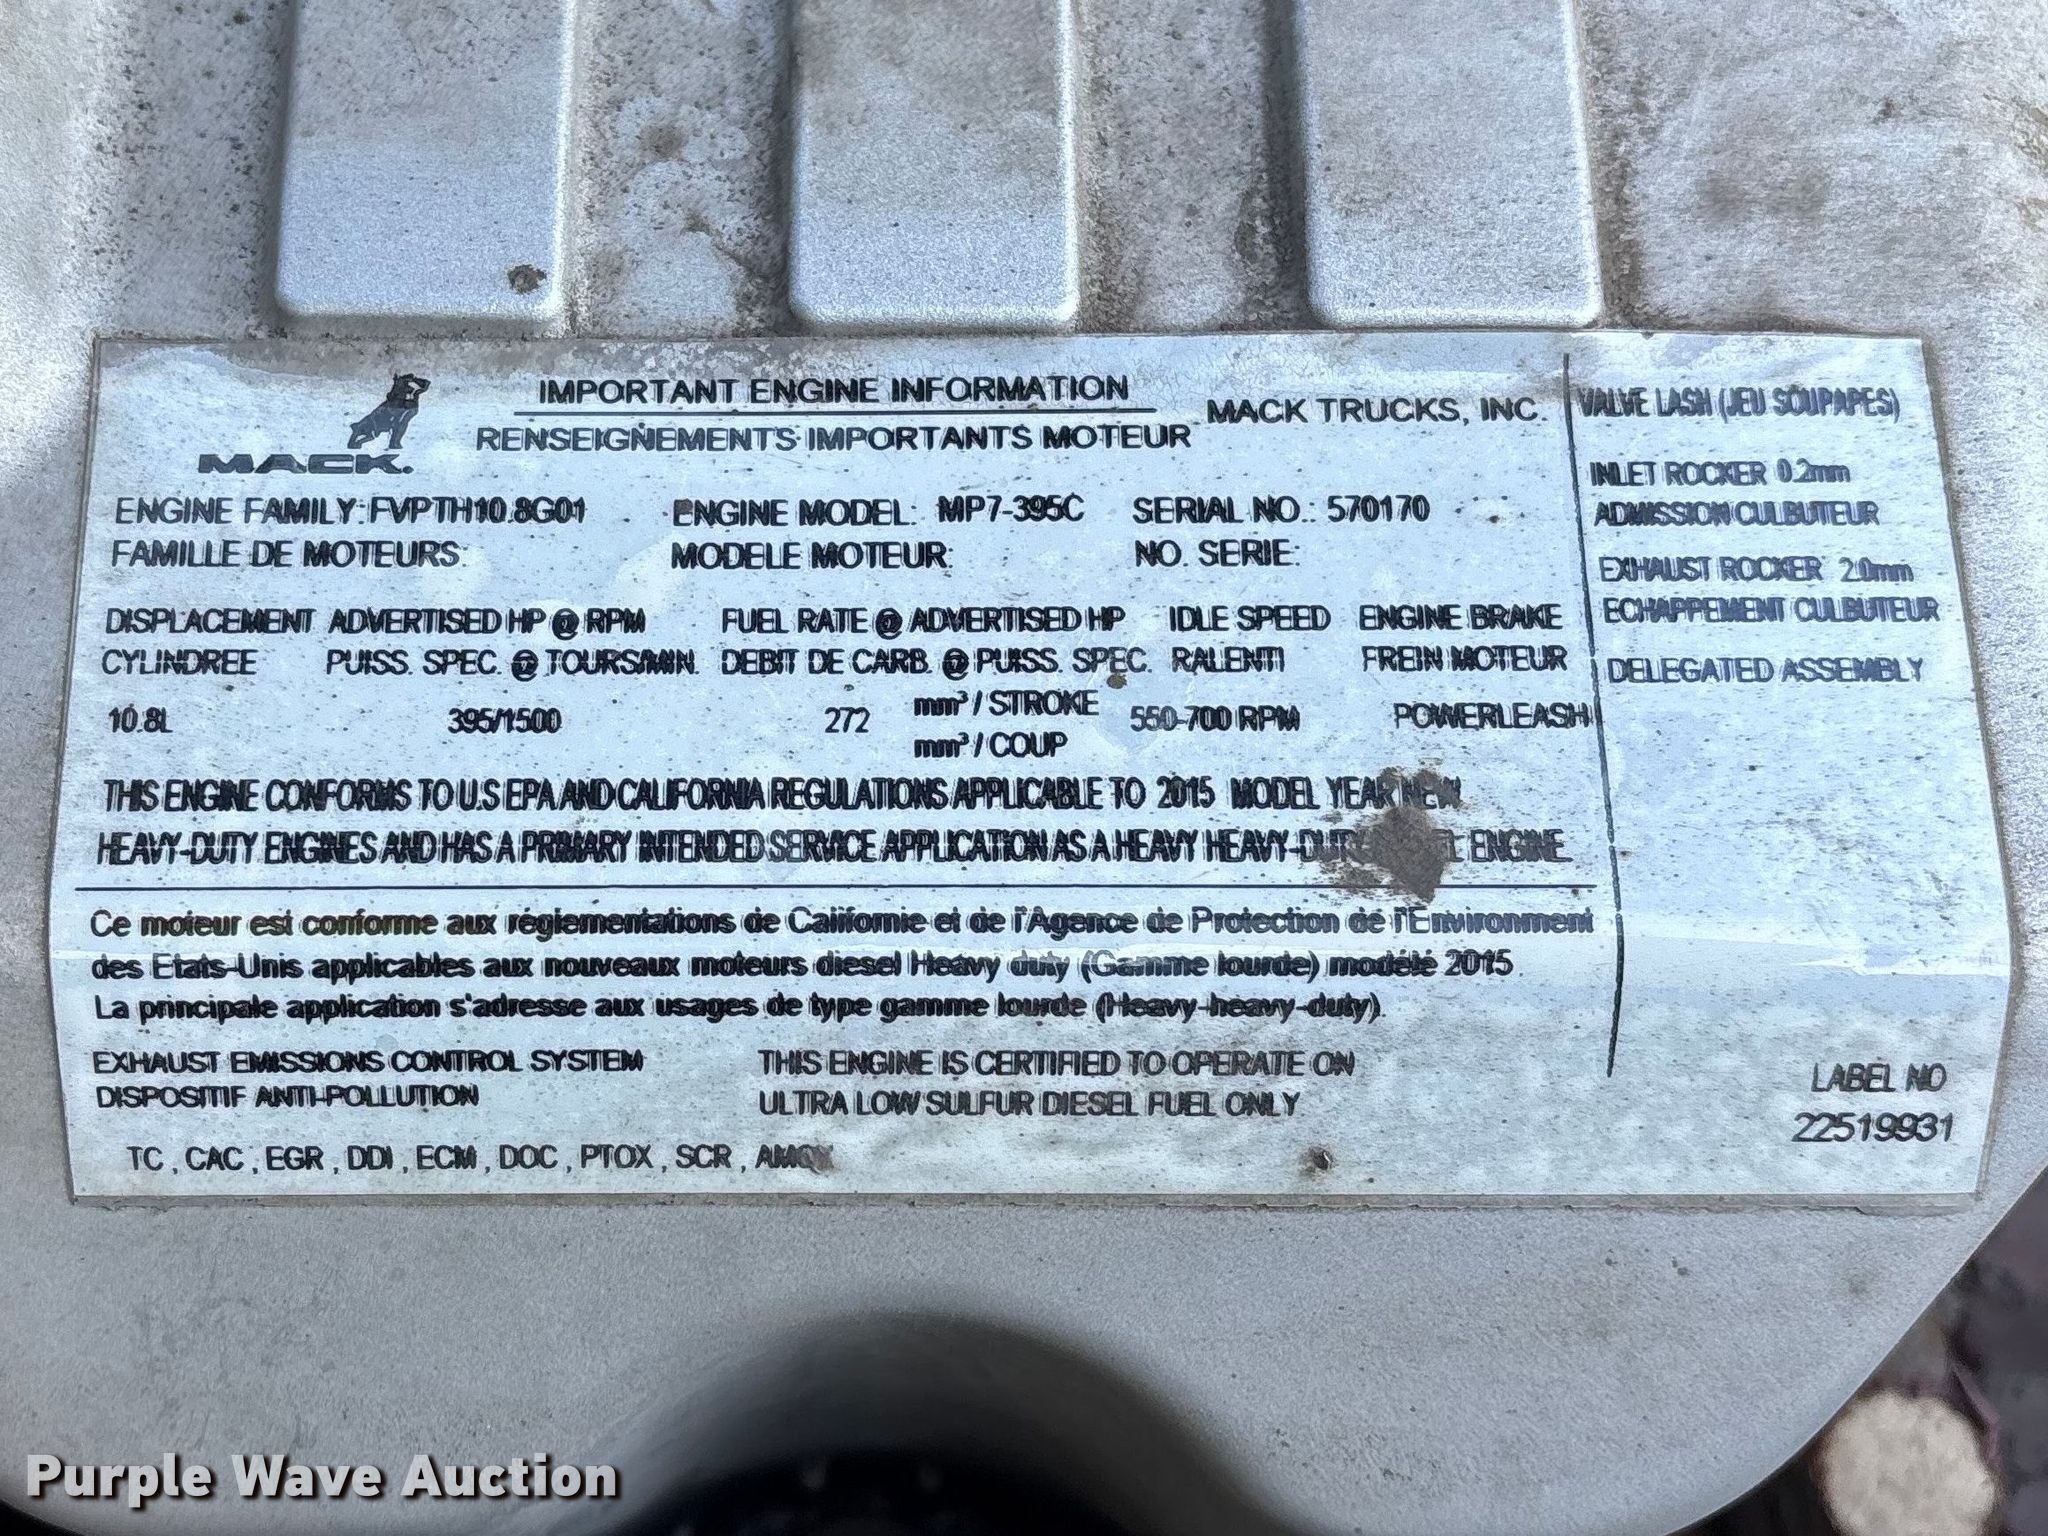 IMPORTANT ENGINE INFORMATION
RENSEIGNEMENTS IMPORTANTS MOTEUR
MACK TRUCKS, INC.
MACK.
ENGINE FAMILY: FVPTH10.8G01 ENGINE MODEL: MP7-395C SERIAL NO.: 570170
FAMILLE DE MOTEURS: MODELE MOTEUR: NO. SERIE:
DISPLACEMENT ADVERTISED HP @ RPM FUEL RATE @ ADVERTISED HP IDLE SPEED ENGINE BRAKE
CYLINDREE PUISS. SPEC. @ TOURS/MIN. DEBIT DE CARB. @ PUISS. SPEC. RALENTI FREIN MOTEUR
10.8L 395/1500 272 mm³ / STROKE 550-700 RPM POWERLEASH
mm³ / COUP
THIS ENGINE CONFORMS TO U.S EPA AND CALIFORNIA REGULATIONS APPLICABLE TO 2015 MODEL YEAR NEW
HEAVY-DUTY ENGINES AND HAS A PRIMARY INTENDED SERVICE APPLICATION AS A HEAVY HEAVY-DUTY ENGINE
Ce moteur est conforme aux réglementations de Californie et de l'Agence de Protection de l'Environment
des Etats-Unis applicables aux nouveaux moteurs diesel Heavy duty (Gamme lourde) modélé 2015.
La principale application s'adresse aux usages de type gamme lourde (Heavy-heavy-duty).
EXHAUST EMISSIONS CONTROL SYSTEM THIS ENGINE IS CERTIFIED TO OPERATE ON
DISPOSITIF ANTI-POLLUTION ULTRA LOW SULFUR DIESEL FUEL ONLY
TC , CAC , EGR , DDI , ECM , DOC , PTOX , SCR ,
VALVE LASH (JEU SOUPAPES)
INLET ROCKER 0.2mm
ADMISSION CULBUTEUR
EXHAUST ROCKER 2.0mm
ECHAPPEMENT CULBUTEUR
DELEGATED ASSEMBLY
LABEL NO
22519931
Purple Wave Auction